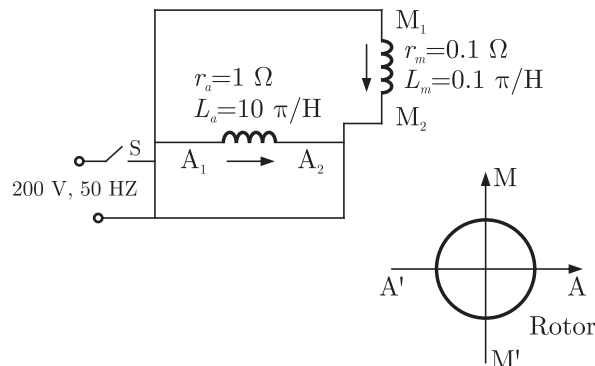 M₁
rₘ=0.1 Ω
Lₘ=0.1 π/H
M₂
rₐ=1 Ω
Lₐ=10 π/H
S
A₁
A₂
200 V, 50 HZ
M
A'
A
Rotor
M'